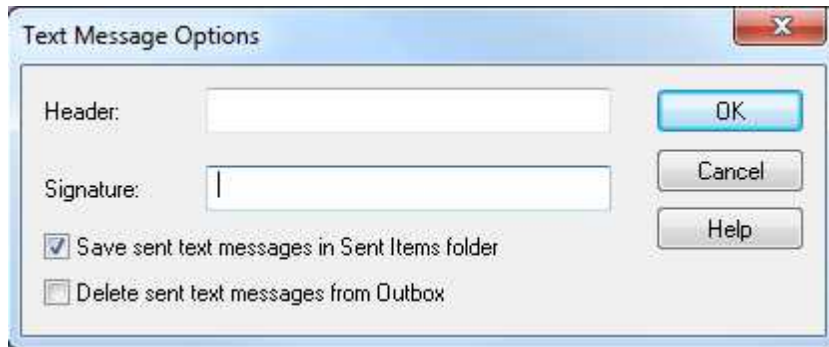 Text Message Options
Header:
OK
Signature:
Cancel
Help
Save sent text messages in Sent Items folder
Delete sent text messages from Outbox